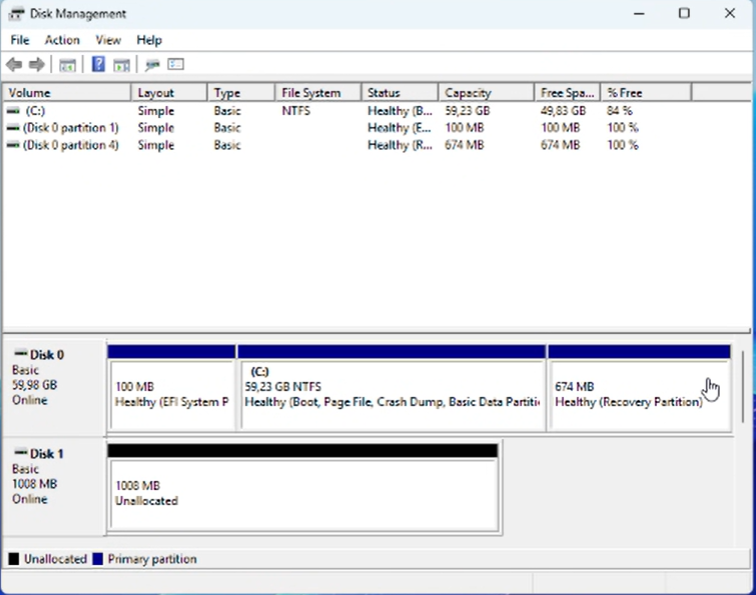 Disk Management
File Action View Help
Volume Layout Type File System Status Capacity Free Spa... % Free
(C:) Simple Basic NTFS Healthy (B... 59,23 GB 49,83 GB 84 %
(Disk 0 partition 1) Simple Basic Healthy (E... 100 MB 100 MB 100 %
(Disk 0 partition 4) Simple Basic Healthy (R... 674 MB 674 MB 100 %
Disk 0
Basic
59,98 GB
Online
100 MB
Healthy (EFI System P
(C:)
59,23 GB NTFS
Healthy (Boot, Page File, Crash Dump, Basic Data Partiti
674 MB
Healthy (Recovery Partition)
Disk 1
Basic
1008 MB
Online
1008 MB
Unallocated
Unallocated Primary partition